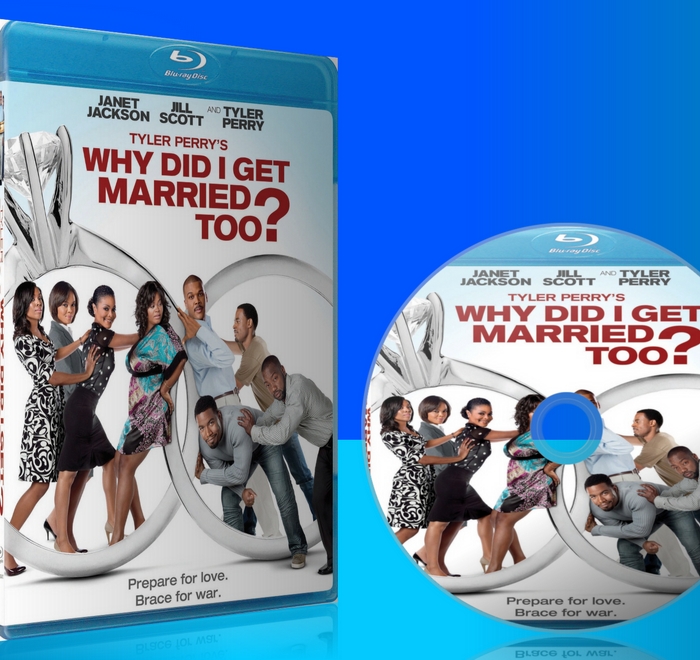 Blu-ray Disc
JANET JACKSON JILL SCOTT AND TYLER PERRY
TYLER PERRY'S
WHY DID I GET
MARRIED
TOO?
Prepare for love.
Brace for war.
Blu-ray Disc
JANET JACKSON JILL SCOTT AND TYLER PERRY
TYLER PERRY'S
WHY DID I GET
MARRIED
TOO?
Prepare for love.
Brace for war.